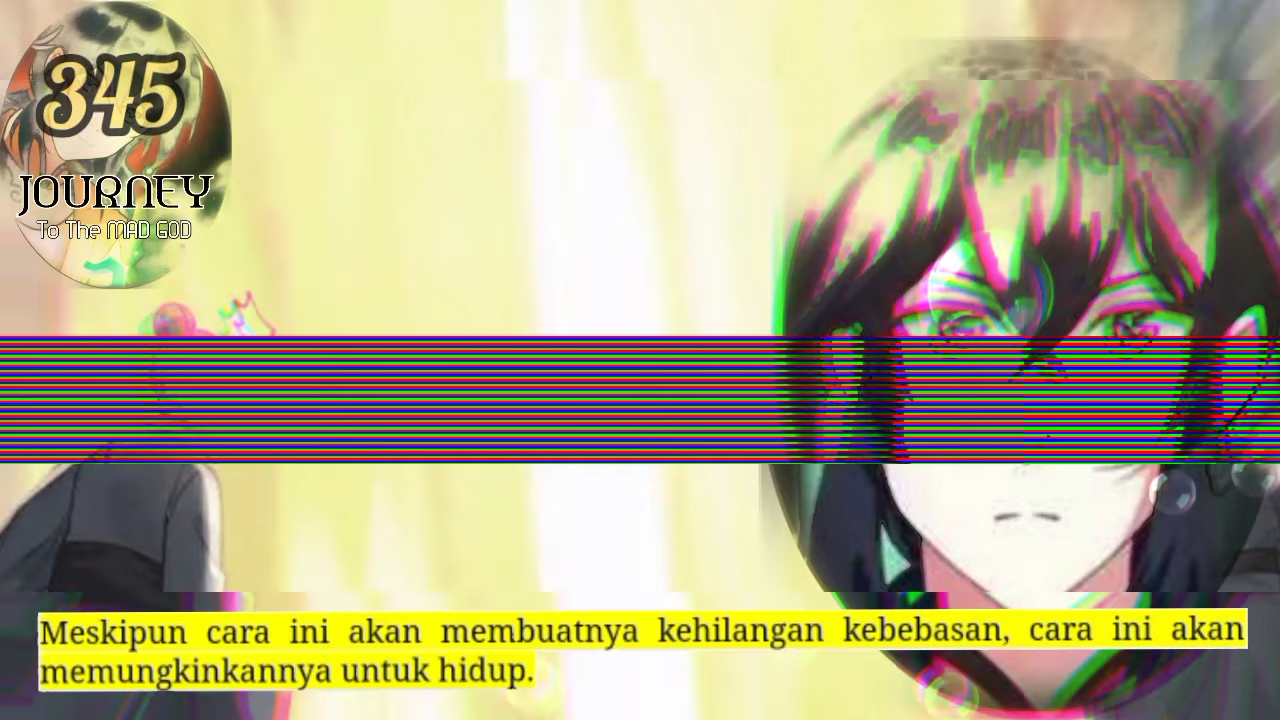 345
JOURNEY
To The MAD GOD
Meskipun cara ini akan membuatnya kehilangan kebebasan, cara ini akan
memungkinkannya untuk hidup.